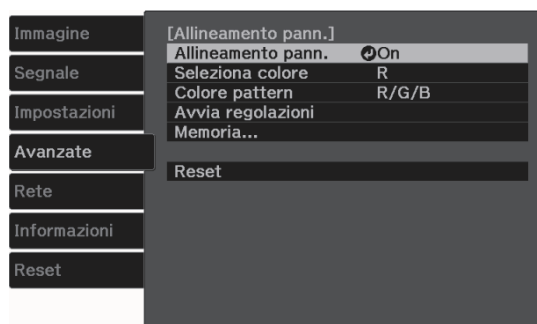 Immagine
Segnale
Impostazioni
Avanzate
Rete
Informazioni
Reset
[Allineamento pann.]
Allineamento pann. On
Seleziona colore R
Colore pattern R/G/B
Avvia regolazioni
Memoria...
Reset